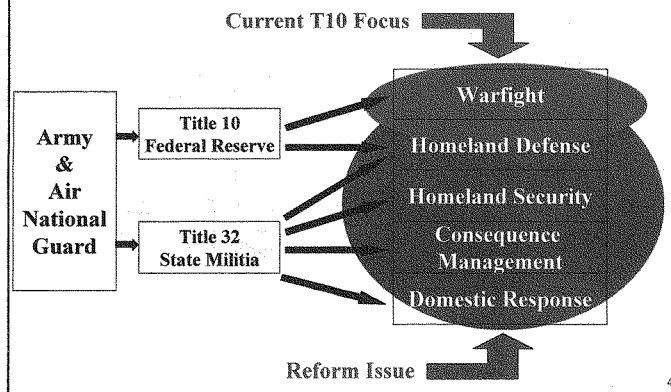 Current T10 Focus
Army
&
Air
National
Guard
Title 10
Federal Reserve
Title 32
State Militia
Warfight
Homeland Defense
Homeland Security
Consequence
Management
Domestic Response
Reform Issue